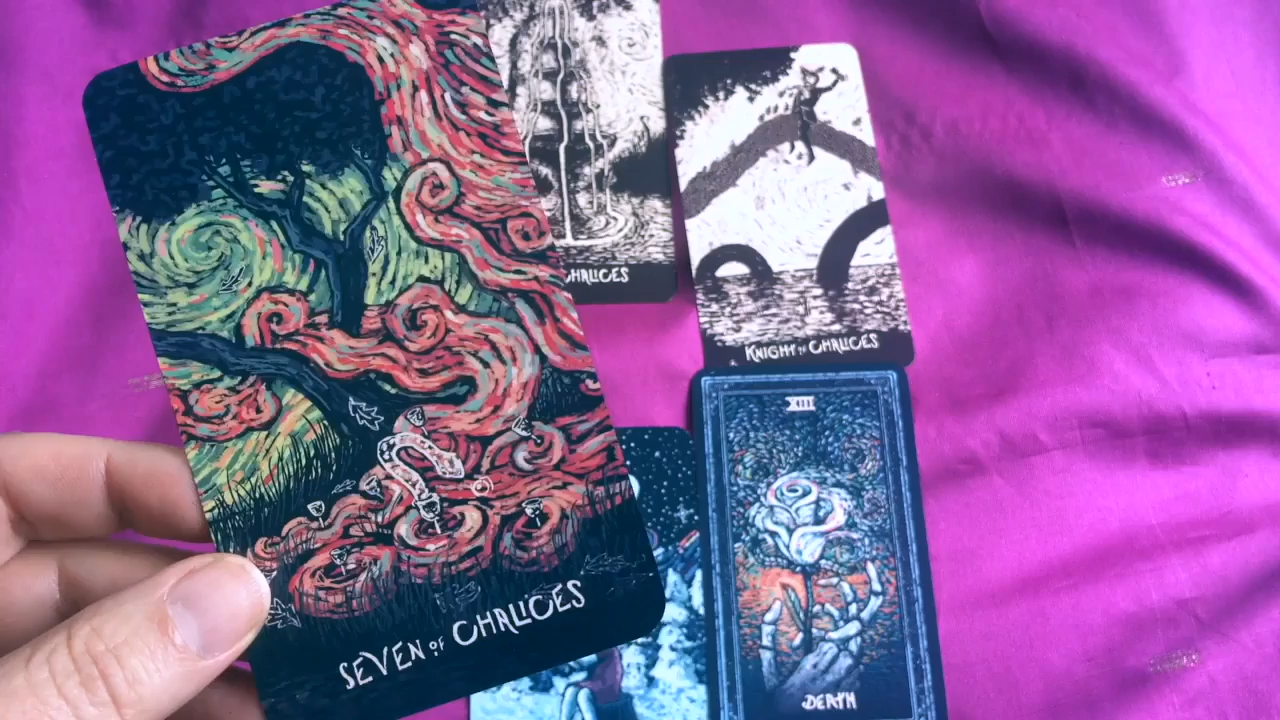 CHALICES
KNIGHT OF CHALICES
XIII
SEVEN OF CHALICES
DEATH